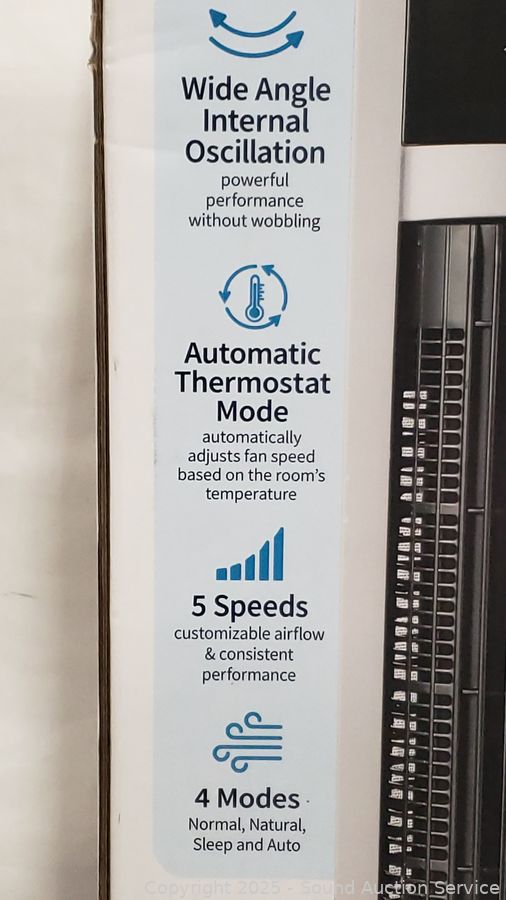 Wide Angle
Internal
Oscillation
powerful
performance
without wobbling
Automatic
Thermostat
Mode
automatically
adjusts fan speed
based on the room's
temperature
5 Speeds
customizable airflow
& consistent
performance
4 Modes
Normal, Natural,
Sleep and Auto
Copyright 2025 - Sound Auction Service